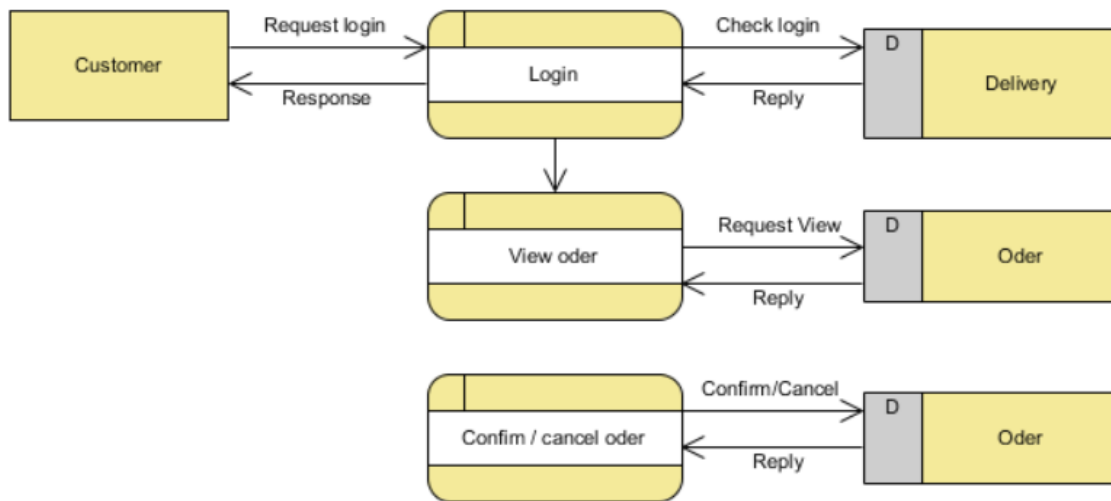 Request login
Check login
D
Customer
Login
Delivery
Response
Reply
Request View
D
View oder
Oder
Reply
Confirm/Cancel
D
Confim / cancel oder
Oder
Reply